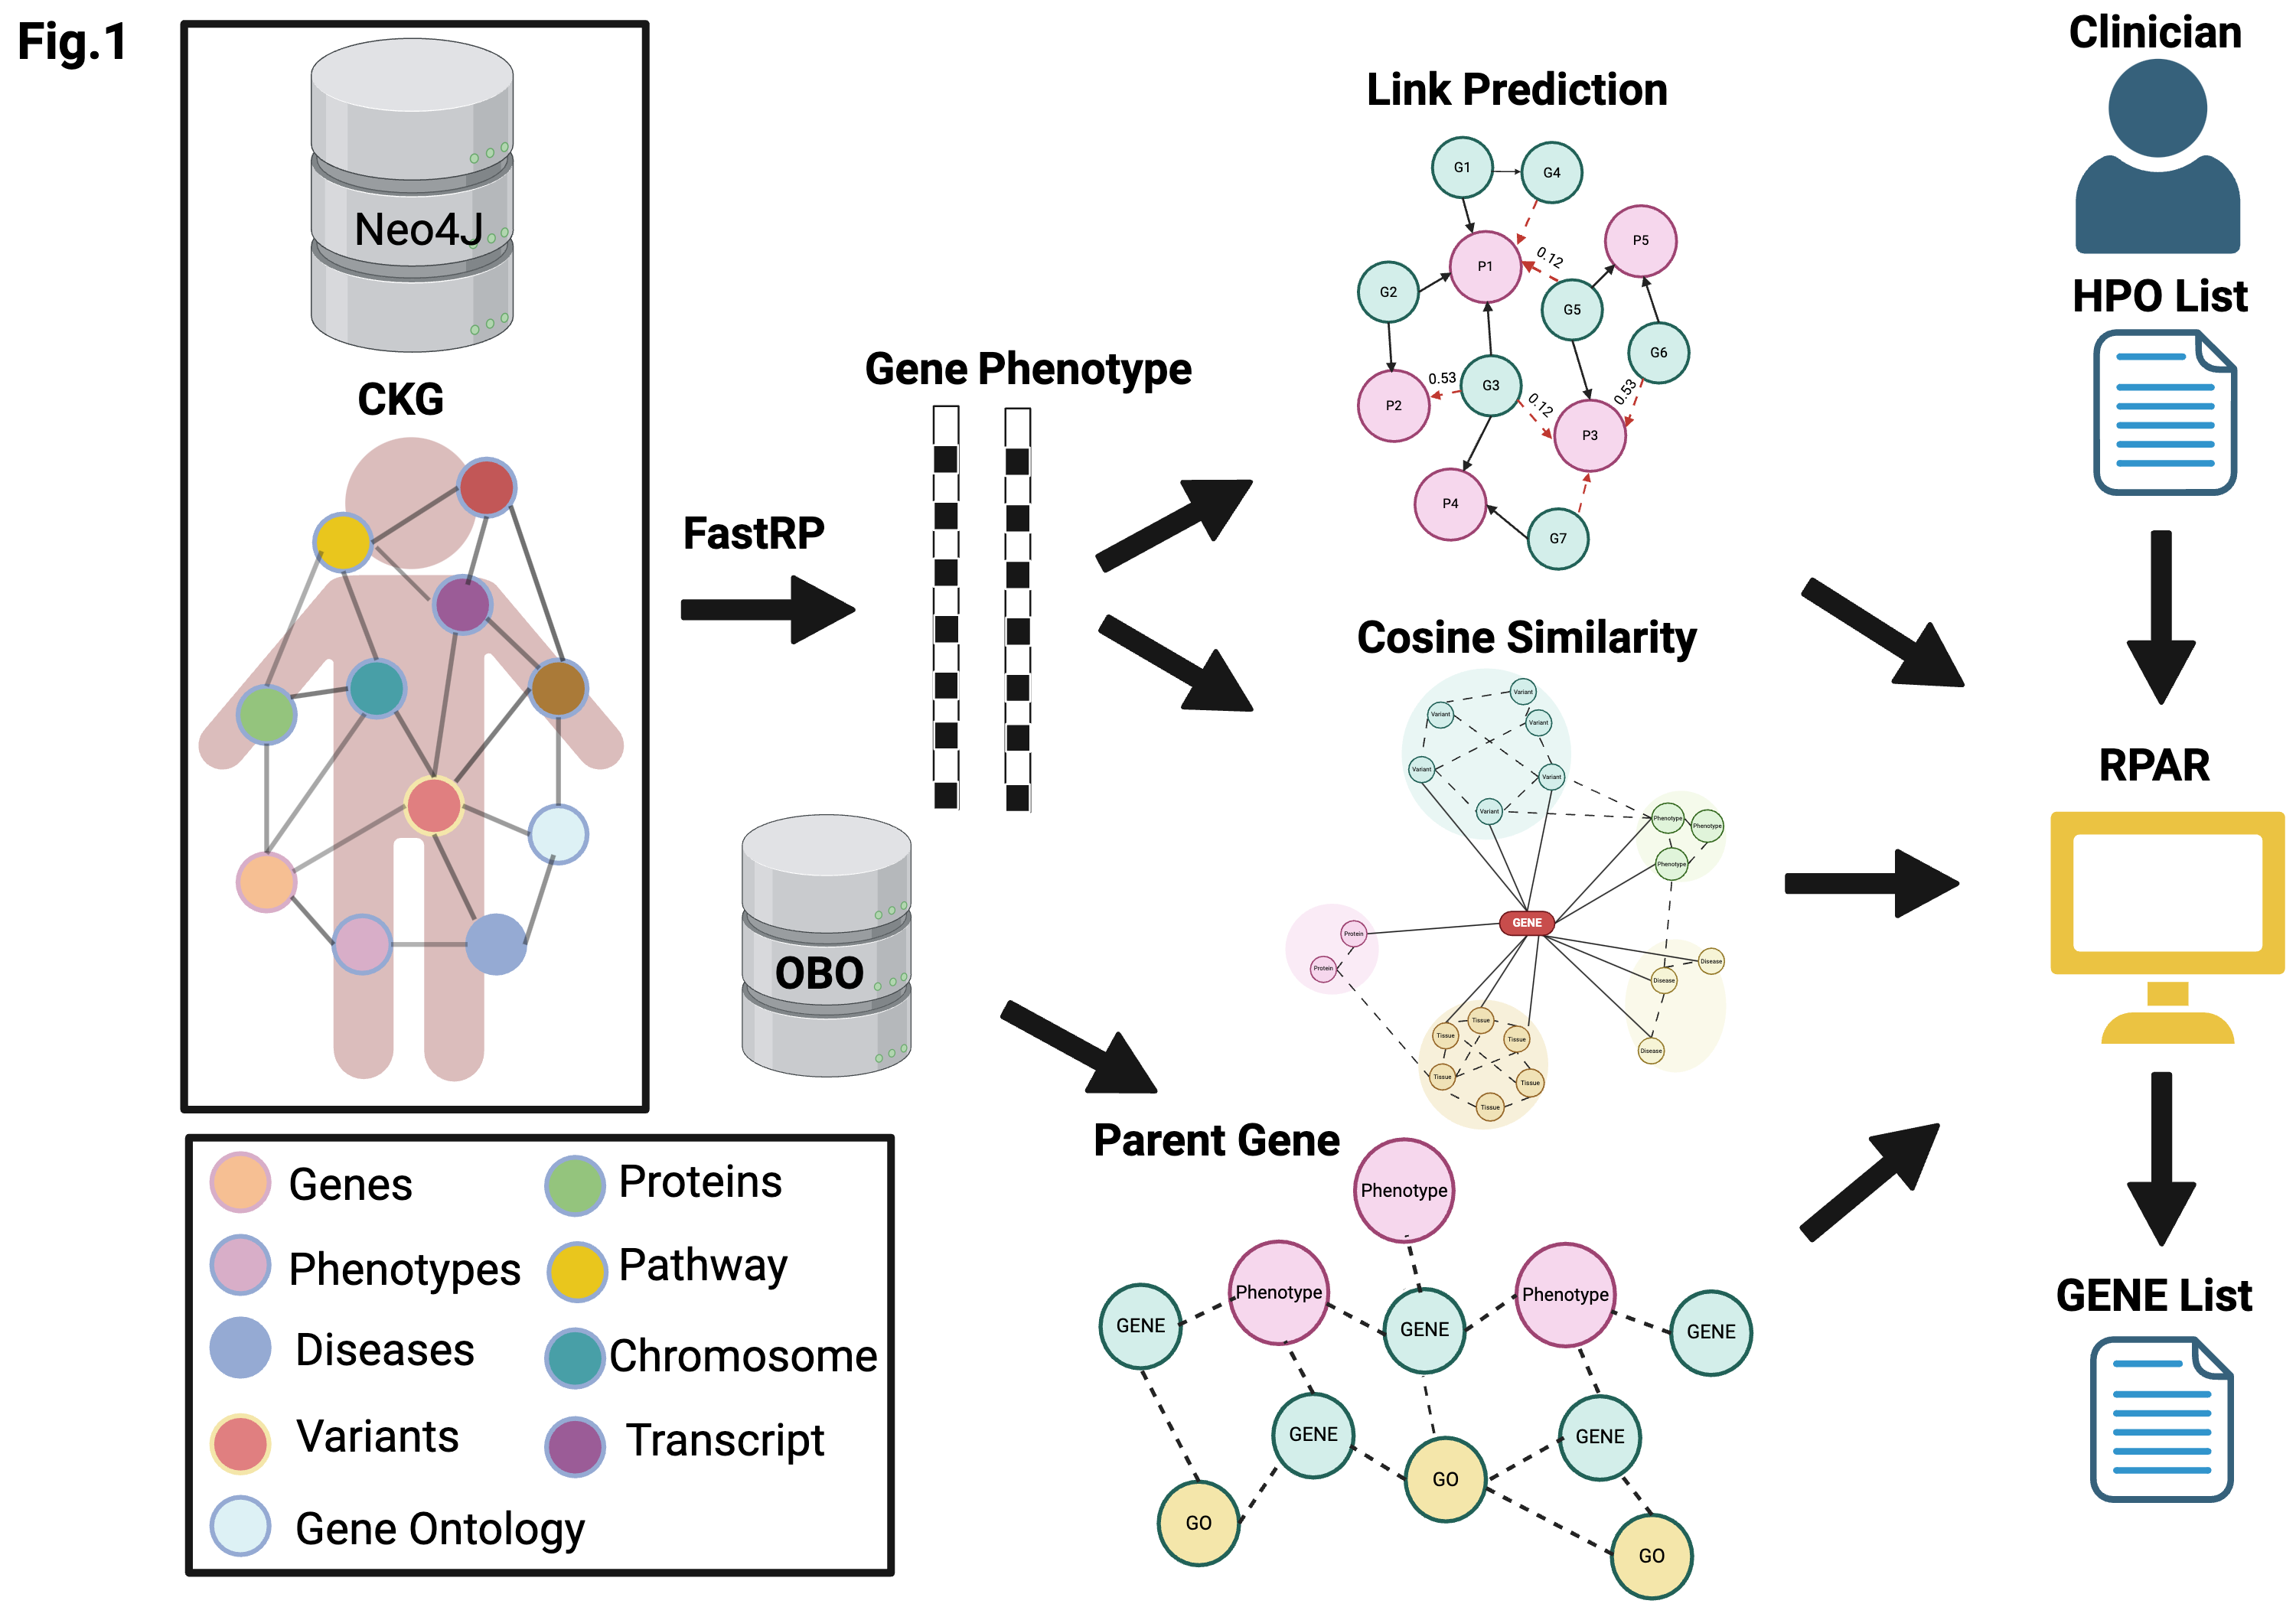 Fig.1
Neo4J
CKG
Genes
Phenotypes
Diseases
Variants
Gene Ontology
Proteins
Pathway
Chromosome
Transcript
FastRP
Gene Phenotype
OBO
Link Prediction
G1
G4
P5
P1
0.12
G2
G5
G6
0.53
G3
0.12
0.53
P2
P3
P4
G7
Cosine Similarity
Variant
Variant
Variant
Variant
Variant
Variant
Phenotype
Phenotype
Phenotype
GENE
Protein
Protein
Disease
Disease
Disease
Tissue
Tissue
Tissue
Tissue
Tissue
Tissue
Parent Gene
Phenotype
Phenotype
Phenotype
GENE
GENE
GENE
GENE
GENE
GO
GO
GO
Clinician
HPO List
RPAR
GENE List